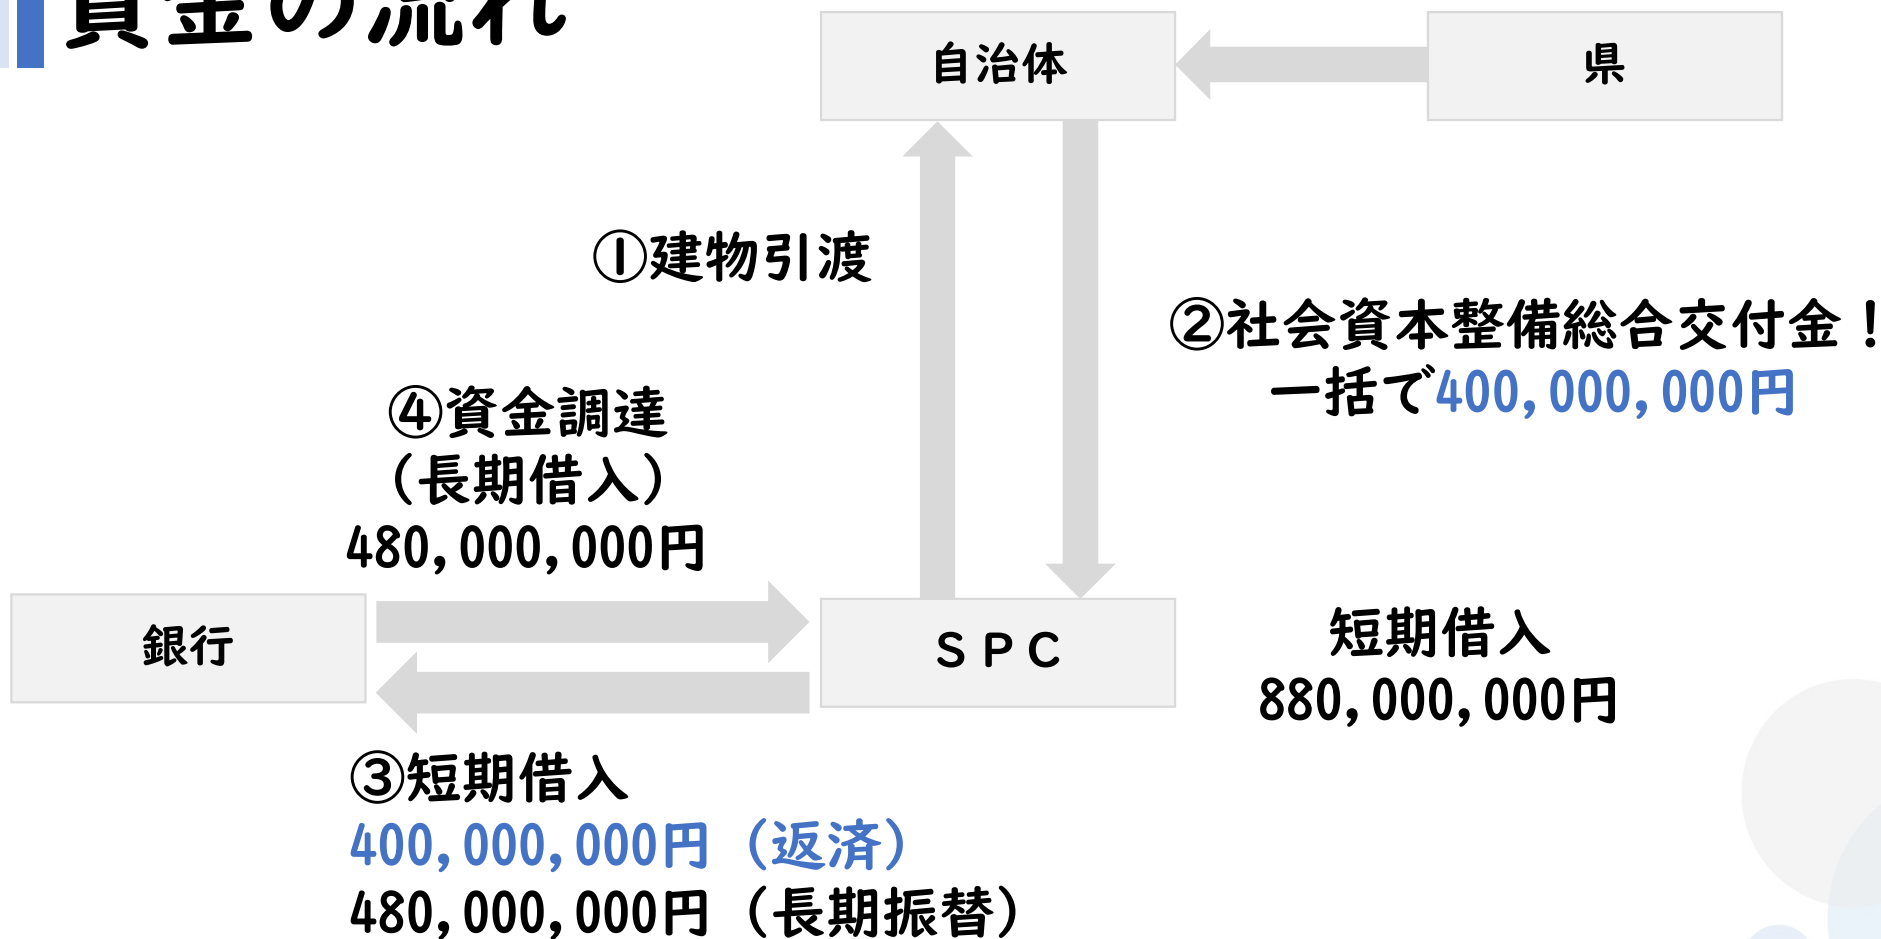 資金の流れ
自治体
県
①建物引渡
②社会資本整備総合交付金！
一括で400,000,000円
④資金調達
（長期借入）
480,000,000円
銀行
ＳＰＣ
短期借入
880,000,000円
③短期借入
400,000,000円（返済）
480,000,000円（長期振替）